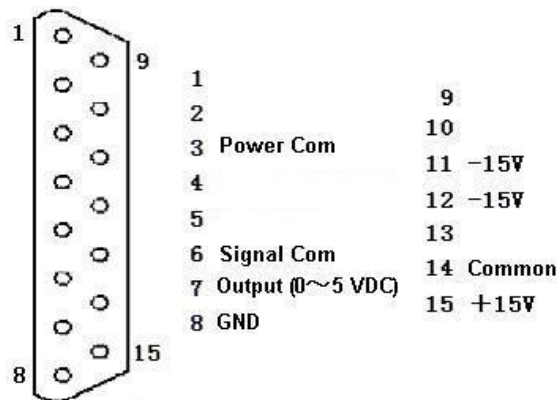 1
9
8
15
1
2
3 Power Com
4
5
6 Signal Com
7 Output (0～5 VDC)
8 GND
9
10
11 -15V
12 -15V
13
14 Common
15 +15V